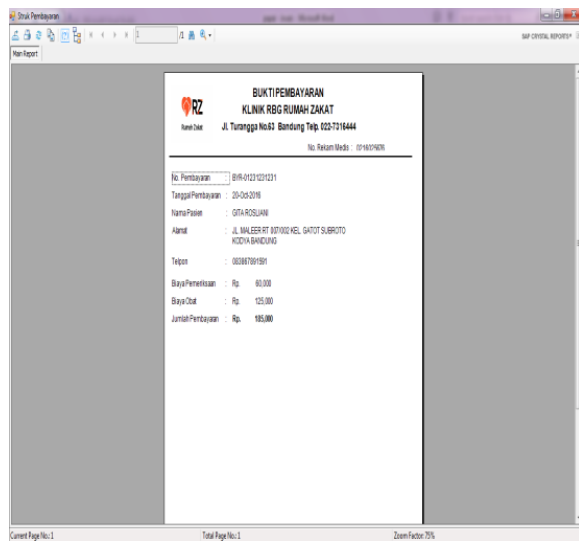 Struk Pembayaran
1 /1
SAP CRYSTAL REPORTS®
Main Report
BUKTI PEMBAYARAN
RZ KLINIK RBG RUMAH ZAKAT
Rumah Zakat Jl. Turangga No.63 Bandung Telp. 022-7316444
No. Rekam Medis :
No. Pembayaran : BYR-01231231231
Tanggal Pembayaran : 20-Oct-2016
Nama Pasien : GITA ROSLIANI
Alamat : JL. MALEER RT 007/002 KEL. GATOT SUBROTO
KODYA BANDUNG
Telpon : 083867891591
Biaya Pemeriksaan : Rp. 60,000
Biaya Obat : Rp. 125,000
Jumlah Pembayaran : Rp. 185,000
Current Page No.: 1 Total Page No.: 1 Zoom Factor: 75%